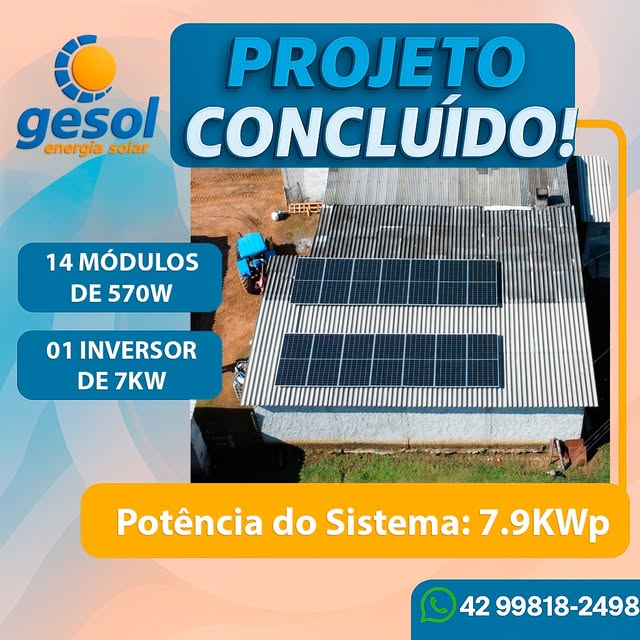 gesol
energia solar
PROJETO
CONCLUÍDO!
14 MÓDULOS
DE 570W
01 INVERSOR
DE 7KW
Potência do Sistema: 7.9KWp
42 99818-2498